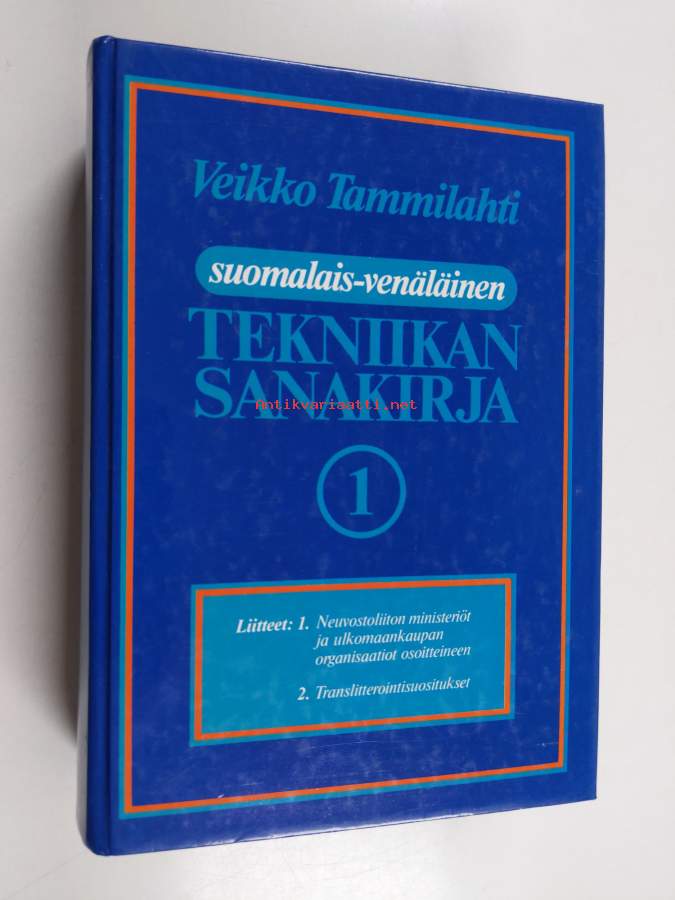 Veikko Tammilahti
suomalais-venäläinen
TEKNIIKAN
SANAKIRJA
Antikvariaatti.net
1
Liitteet: 1. Neuvostoliiton ministeriöt
ja ulkomaankaupan
organisaatiot osoitteineen
2. Translitterointisuositukset